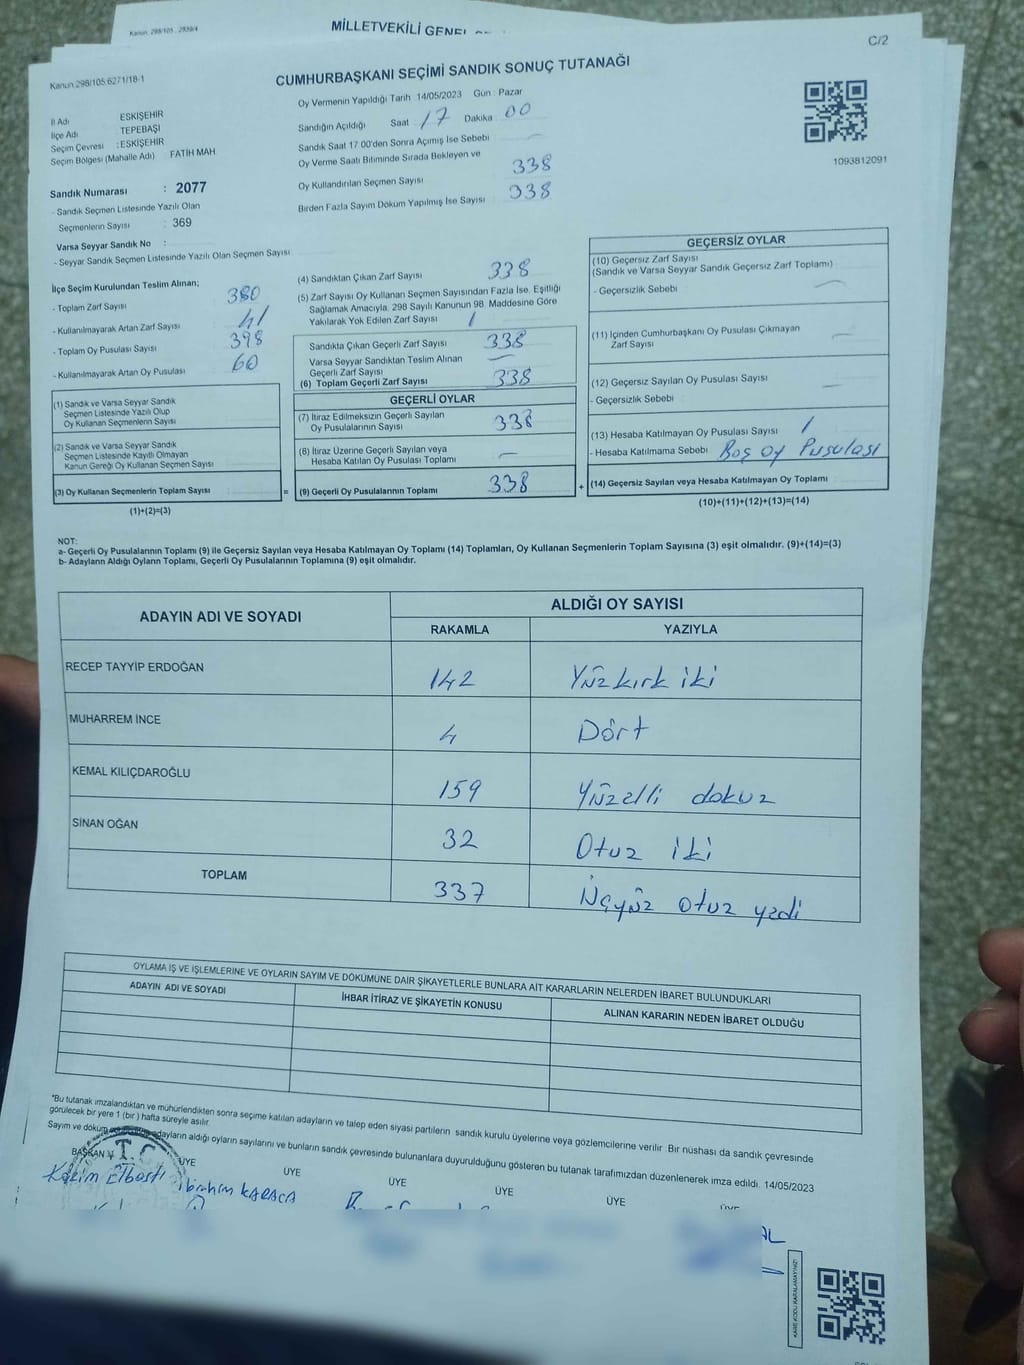 Kanun: 298/105 , 2839/4
MİLLETVEKİLİ GENEL
C/2
Kanun 298/105 6271/18-1
CUMHURBAŞKANI SEÇİMİ SANDIK SONUÇ TUTANAĞI
İl Adı ESKİŞEHİR
İlçe Adı TEPEBAŞI
Seçim Çevresi : ESKİŞEHİR
Seçim Bölgesi (Mahalle Adı) FATİH MAH
Sandık Numarası : 2077
- Sandık Seçmen Listesinde Yazılı Olan
Seçmenlerin Sayısı : 369
Varsa Seyyar Sandık No :
- Seyyar Sandık Seçmen Listesinde Yazılı Olan Seçmen Sayısı
Oy Vermenin Yapıldığı Tarih 14/05/2023 Gün : Pazar
Sandığın Açıldığı Saat 17 Dakika 00
Sandık Saat 17 00'den Sonra Açımış İse Sebebi
Oy Verme Saati Bitiminde Sırada Bekleyen ve
Oy Kullandırılan Seçmen Sayısı 338
Birden Fazla Sayım Döküm Yapılmış İse Sayısı 338
1093812091
İlçe Seçim Kurulundan Teslim Alınan;
- Toplam Zarf Sayısı 380
- Kullanılmayarak Artan Zarf Sayısı 41
- Toplam Oy Pusulası Sayısı 398
- Kullanılmayarak Artan Oy Pusulası 60
(1) Sandık ve Varsa Seyyar Sandık
Seçmen Listesinde Yazılı Olup
Oy Kullanan Seçmenlerin Sayısı
(2) Sandık ve Varsa Seyyar Sandık
Seçmen Listesinde Kayıtlı Olmayan
Kanun Gereği Oy Kullanan Seçmen Sayısı
(3) Oy Kullanan Seçmenlerin Toplam Sayısı =
(1)+(2)=(3)
(4) Sandıktan Çıkan Zarf Sayısı 338
(5) Zarf Sayısı Oy Kullanan Seçmen Sayısından Fazla İse, Eşitliği
Sağlamak Amacıyla, 298 Sayılı Kanunun 98. Maddesine Göre
Yakılarak Yok Edilen Zarf Sayısı 1
Sandıkta Çıkan Geçerli Zarf Sayısı 338
Varsa Seyyar Sandıktan Teslim Alınan
Geçerli Zarf Sayısı
(6) Toplam Geçerli Zarf Sayısı 338
GEÇERLİ OYLAR
(7) İtiraz Edilmeksizin Geçerli Sayılan
Oy Pusulalarının Sayısı 338
(8) İtiraz Üzerine Geçerli Sayılan veya
Hesaba Katılan Oy Pusulası Toplamı
(9) Geçerli Oy Pusulalarının Toplamı 338 +
GEÇERSİZ OYLAR
(10) Geçersiz Zarf Sayısı
(Sandık ve Varsa Seyyar Sandık Geçersiz Zarf Toplamı)
- Geçersizlik Sebebi
(11) İçinden Cumhurbaşkanı Oy Pusulası Çıkmayan
Zarf Sayısı
(12) Geçersiz Sayılan Oy Pusulası Sayısı
- Geçersizlik Sebebi
(13) Hesaba Katılmayan Oy Pusulası Sayısı 1
- Hesaba Katılmama Sebebi Boş oy Pusulası
(14) Geçersiz Sayılan veya Hesaba Katılmayan Oy Toplamı
(10)+(11)+(12)+(13)=(14)
NOT:
a- Geçerli Oy Pusulalarının Toplamı (9) ile Geçersiz Sayılan veya Hesaba Katılmayan Oy Toplamı (14) Toplamları, Oy Kullanan Seçmenlerin Toplam Sayısına (3) eşit olmalıdır. (9)+(14)=(3)
b- Adayların Aldığı Oyların Toplamı, Geçerli Oy Pusulalarının Toplamına (9) eşit olmalıdır.
ADAYIN ADI VE SOYADI ALDIĞI OY SAYISI
RAKAMLA YAZIYLA
RECEP TAYYİP ERDOĞAN 142 Yüzkırk iki
MUHARREM İNCE 4 Dört
KEMAL KILIÇDAROĞLU 159 Yüzelli dokuz
SİNAN OĞAN 32 Otuz iki
TOPLAM 337 Üçyüz otuz yedi
OYLAMA İŞ VE İŞLEMLERİNE VE OYLARIN SAYIM VE DÖKÜMÜNE DAİR ŞİKAYETLERLE BUNLARA AİT KARARLARIN NELERDEN İBARET BULUNDUKLARI
ADAYIN ADI VE SOYADI İHBAR İTİRAZ VE ŞİKAYETİN KONUSU ALINAN KARARIN NEDEN İBARET OLDUĞU
*Bu tutanak imzalandıktan ve mühürlendikten sonra seçime katılan adayların ve talep eden siyasi partilerin sandık kurulu üyelerine veya gözlemcilerine verilir. Bir nüshası da sandık çevresinde
görülecek bir yere 1 (bir ) hafta süreyle asılır.
Sayım ve döküm adayların aldığı oyların sayılarını ve bunların sandık çevresinde bulunanlara duyurulduğunu gösteren bu tutanak tarafımızdan düzenlenerek imza edildi. 14/05/2023
T.C.
BAŞKAN ÜYE ÜYE ÜYE ÜYE ÜYE ÜYE
Kazım Elbastı İbrahim KARACA
KARE KODU KARALAMAYINIZ!